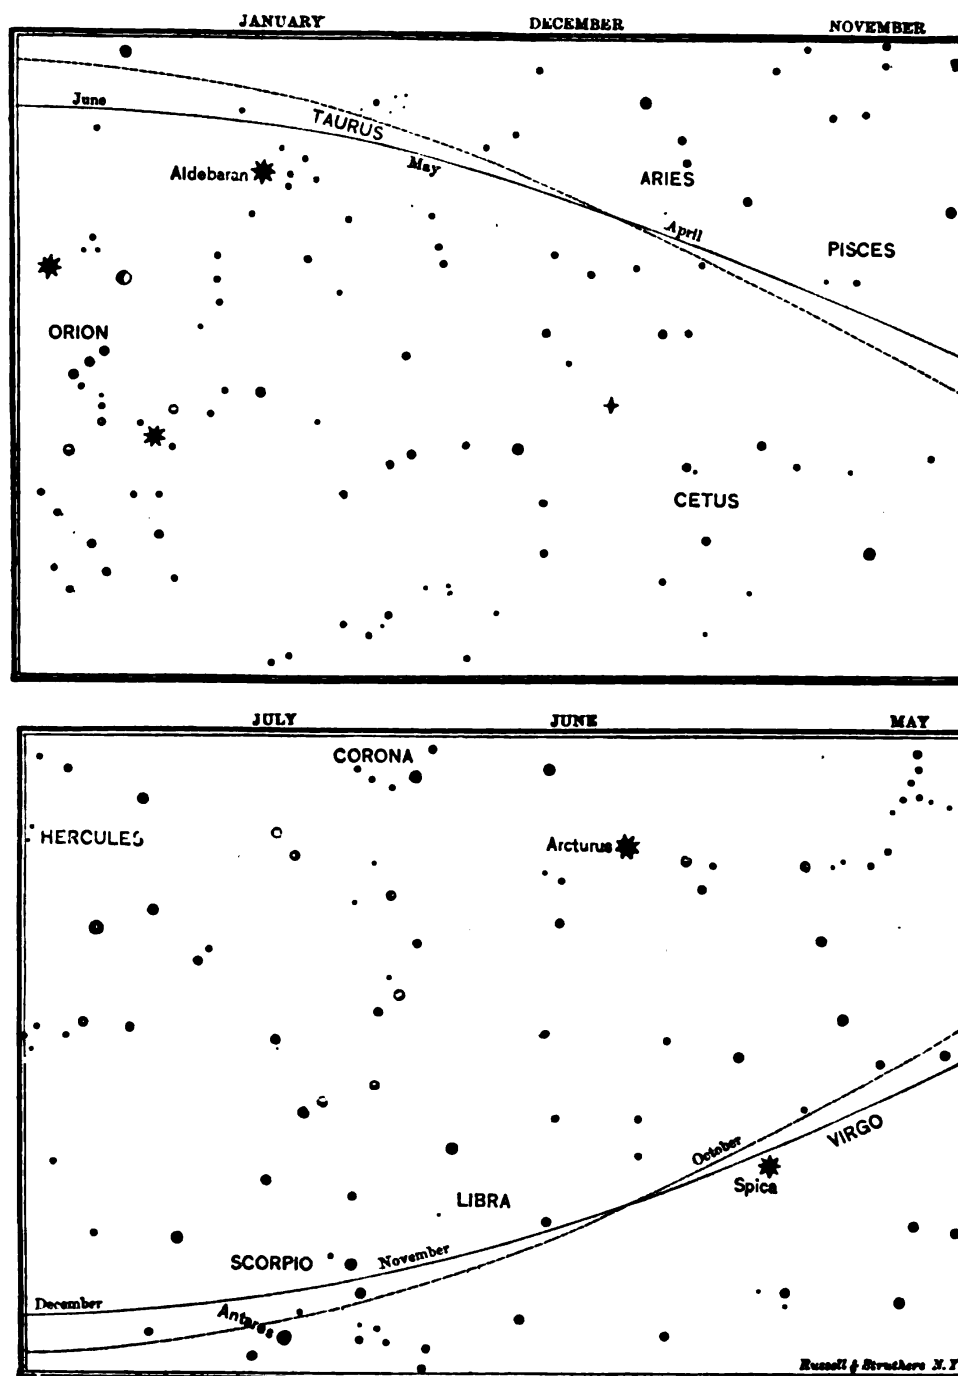 JANUARY DECEMBER NOVEMBER
June
TAURUS
May
Aldebaran
ARIES
April
PISCES
ORION
CETUS
JULY JUNE MAY
CORONA
HERCULES
Arcturus
October
VIRGO
Spica
LIBRA
November
SCORPIO
December
Antares
Russell & Struthers N. Y